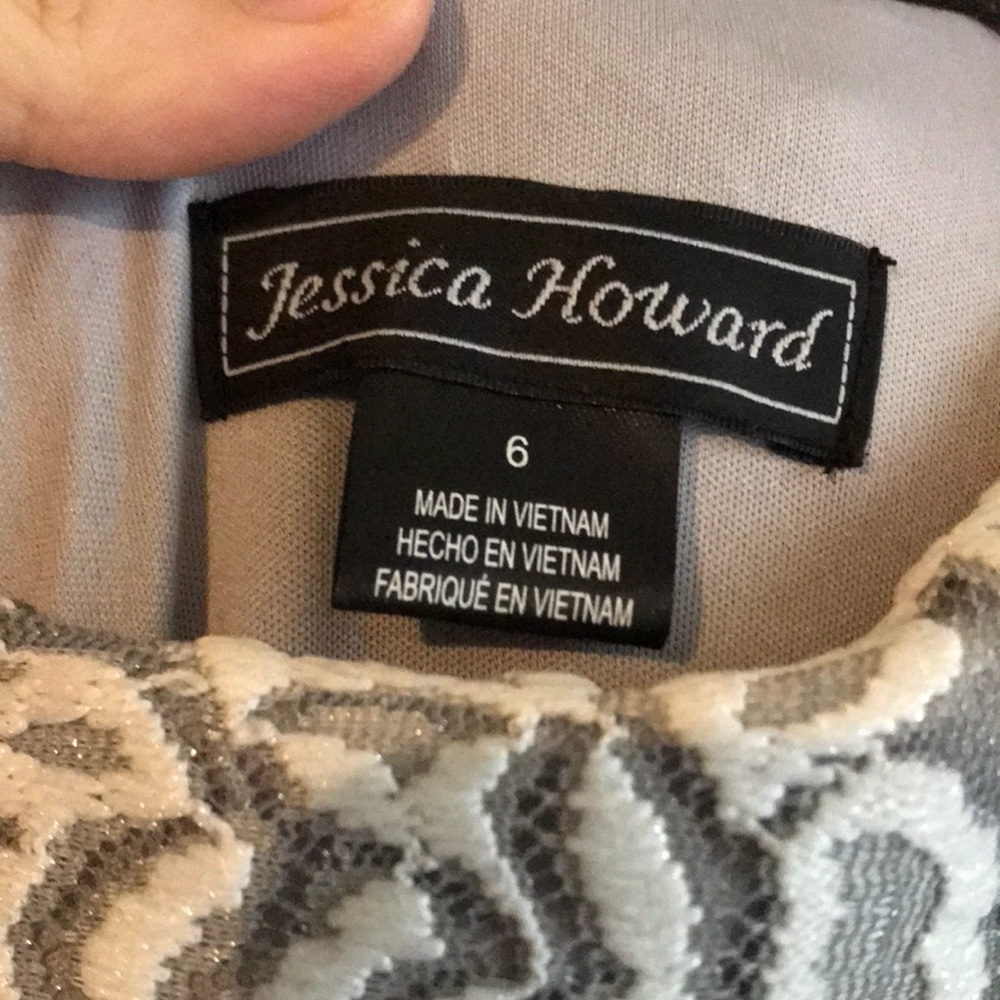 Jessica Howard
6
MADE IN VIETNAM
HECHO EN VIETNAM
FABRIQUÉ EN VIETNAM